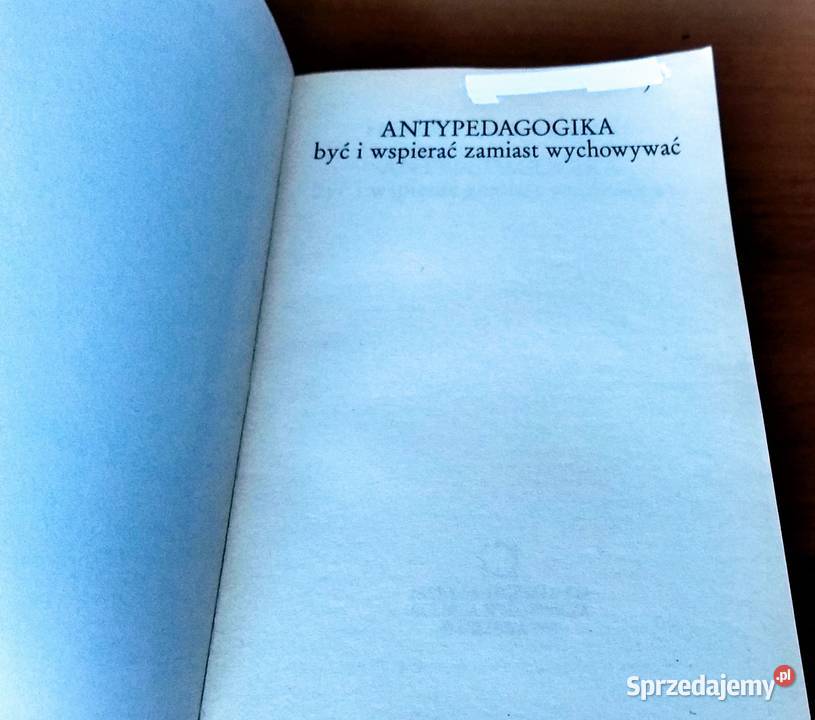 ANTYPEDAGOGIKA
być i wspierać zamiast wychowywać
Sprzedajemy.pl